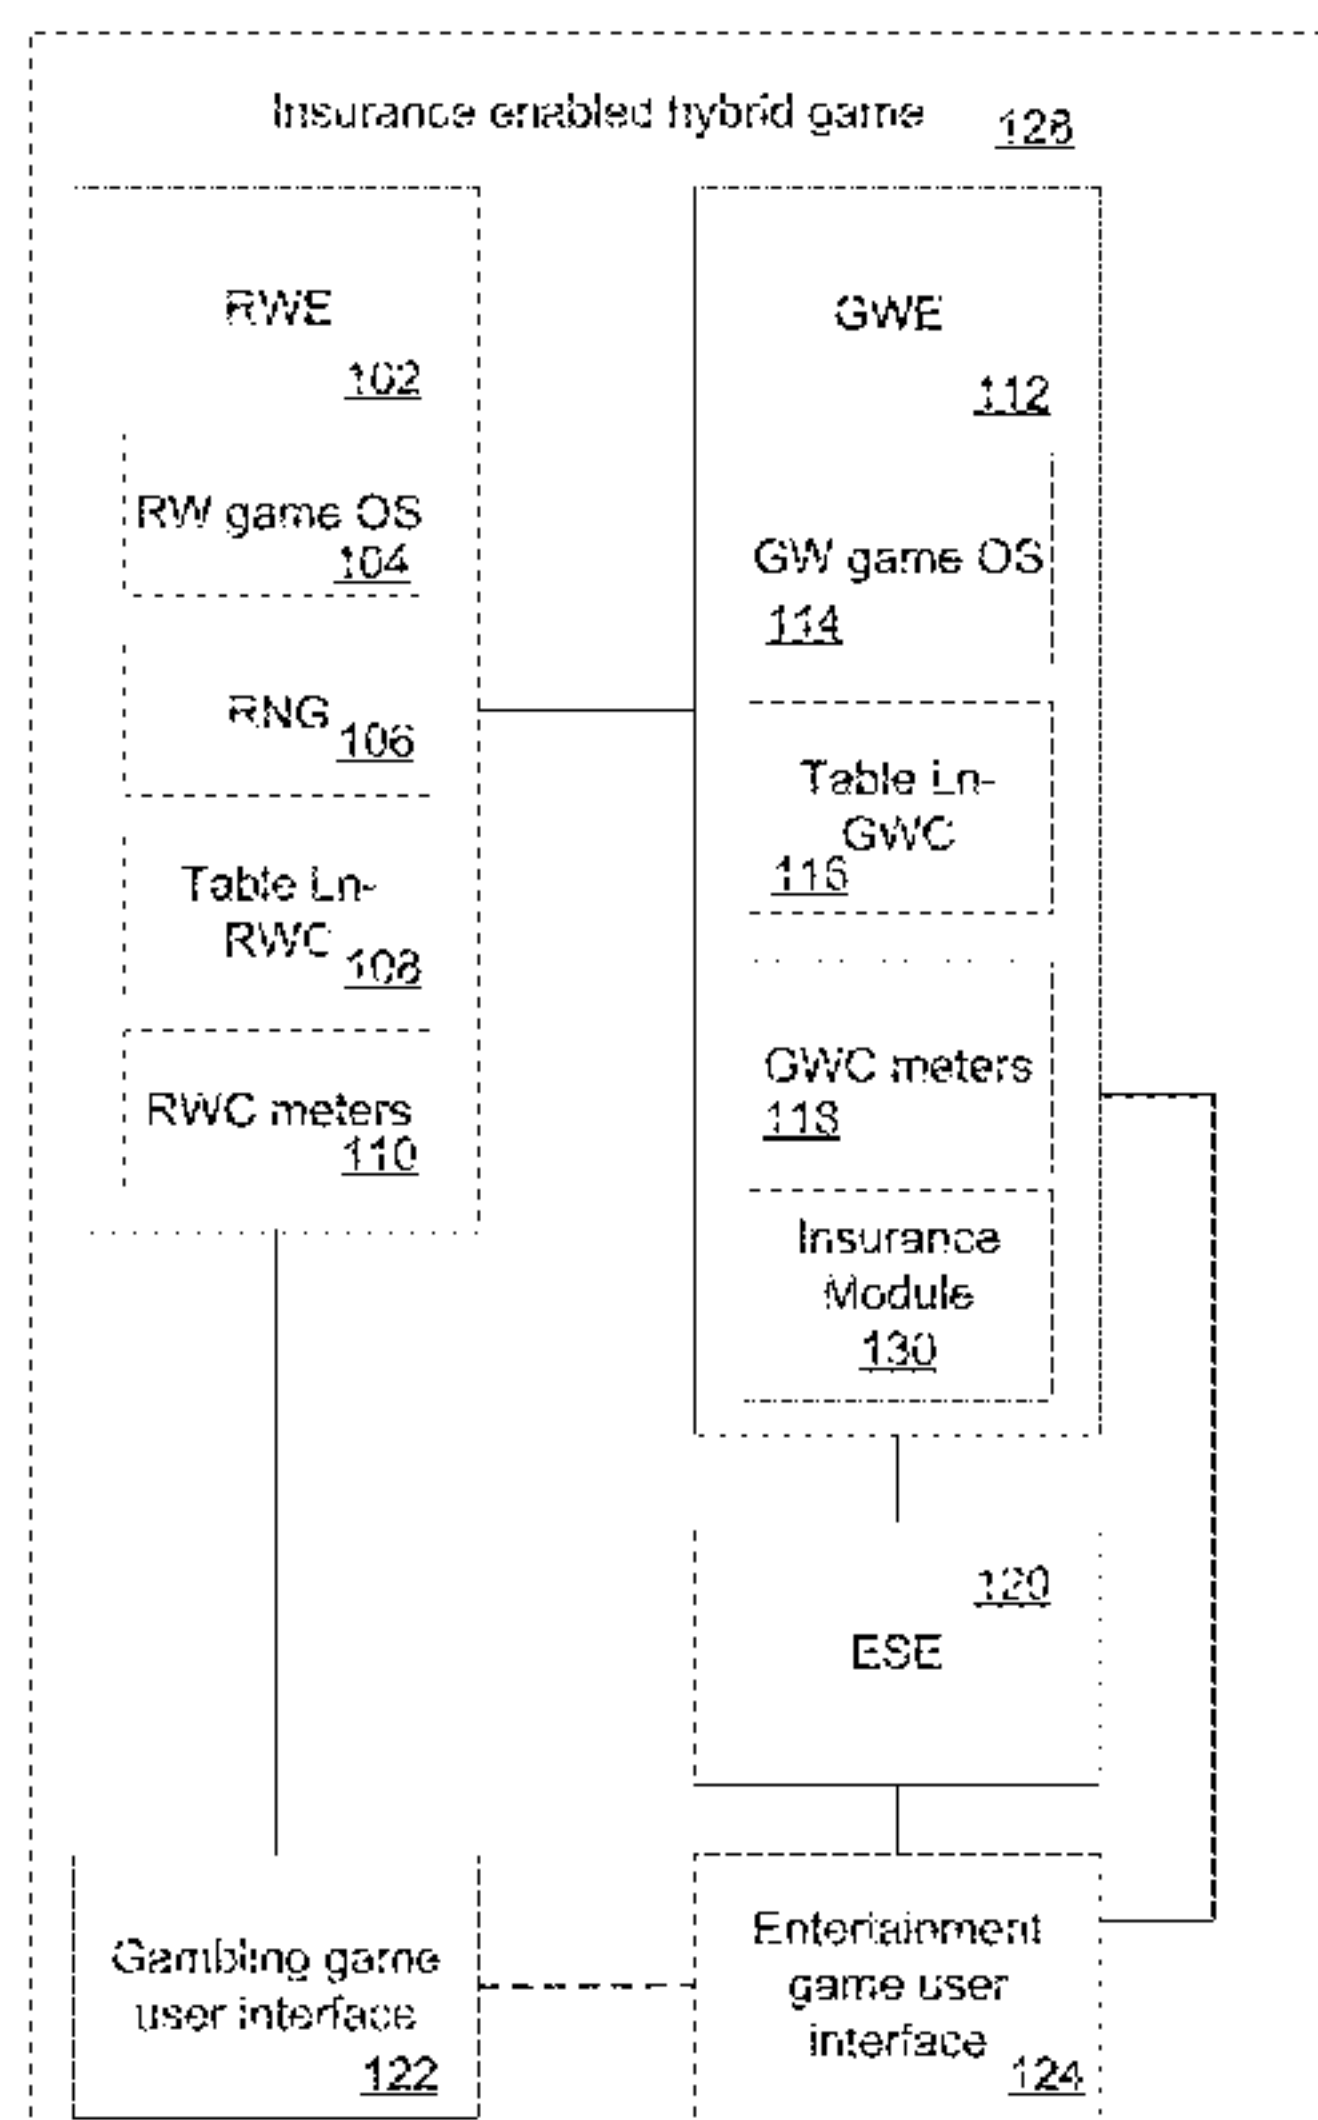 Insurance enabled hybrid game 128
RWE
102
RW game OS
104
RNG
106
Table Ln-
RWC
108
RWC meters
110
GWE
112
GW game OS
114
Table Ln-
GWC
116
GWC meters
118
Insurance
Module
130
120
ESE
Gambling game
user interface
122
Entertainment
game user
interface
124